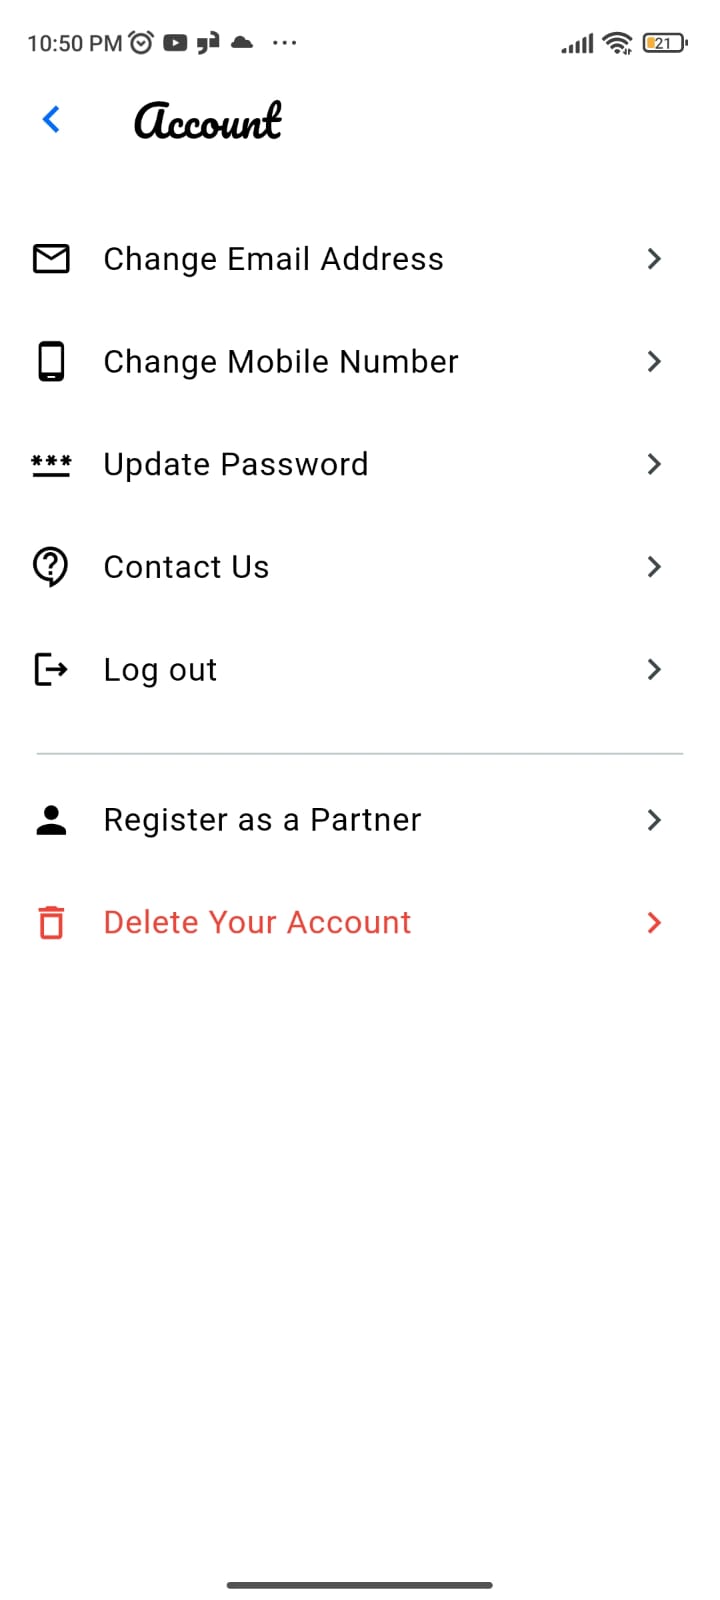 10:50 PM
21
Account
Change Email Address
Change Mobile Number
Update Password
Contact Us
Log out
Register as a Partner
Delete Your Account